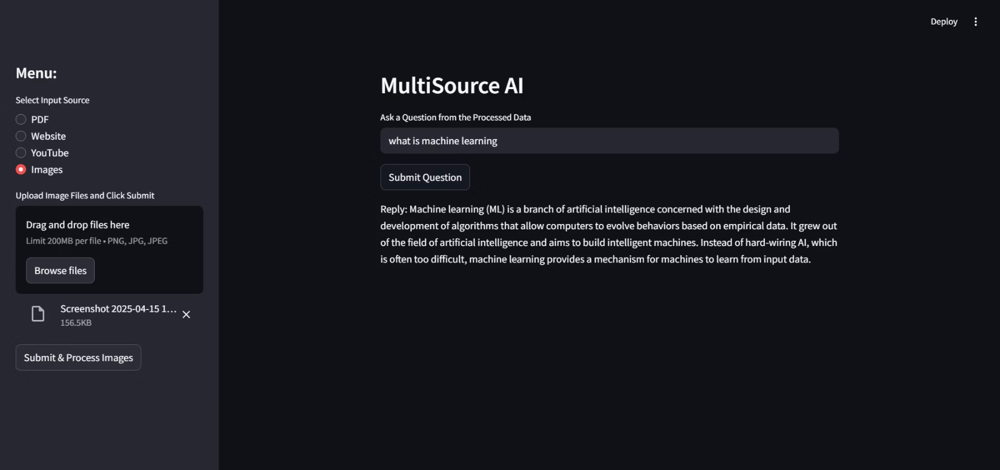 Deploy
Menu:
Select Input Source
PDF
Website
YouTube
Images
Upload Image Files and Click Submit
Drag and drop files here
Limit 200MB per file • PNG, JPG, JPEG
Browse files
Screenshot 2025-04-15 1...
156.5KB
Submit & Process Images
MultiSource AI
Ask a Question from the Processed Data
what is machine learning
Submit Question
Reply: Machine learning (ML) is a branch of artificial intelligence concerned with the design and
development of algorithms that allow computers to evolve behaviors based on empirical data. It grew out
of the field of artificial intelligence and aims to build intelligent machines. Instead of hard-wiring AI, which
is often too difficult, machine learning provides a mechanism for machines to learn from input data.